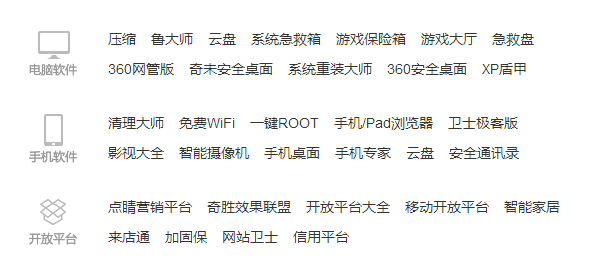 压缩 鲁大师 云盘 系统急救箱 游戏保险箱 游戏大厅 急救盘
电脑软件
360网管版 奇未安全桌面 系统重装大师 360安全桌面 XP盾甲
清理大师 免费WiFi 一键ROOT 手机/Pad浏览器 卫士极客版
手机软件
影视大全 智能摄像机 手机桌面 手机专家 云盘 安全通讯录
点睛营销平台 奇胜效果联盟 开放平台大全 移动开放平台 智能家居
开放平台
来店通 加固保 网站卫士 信用平台